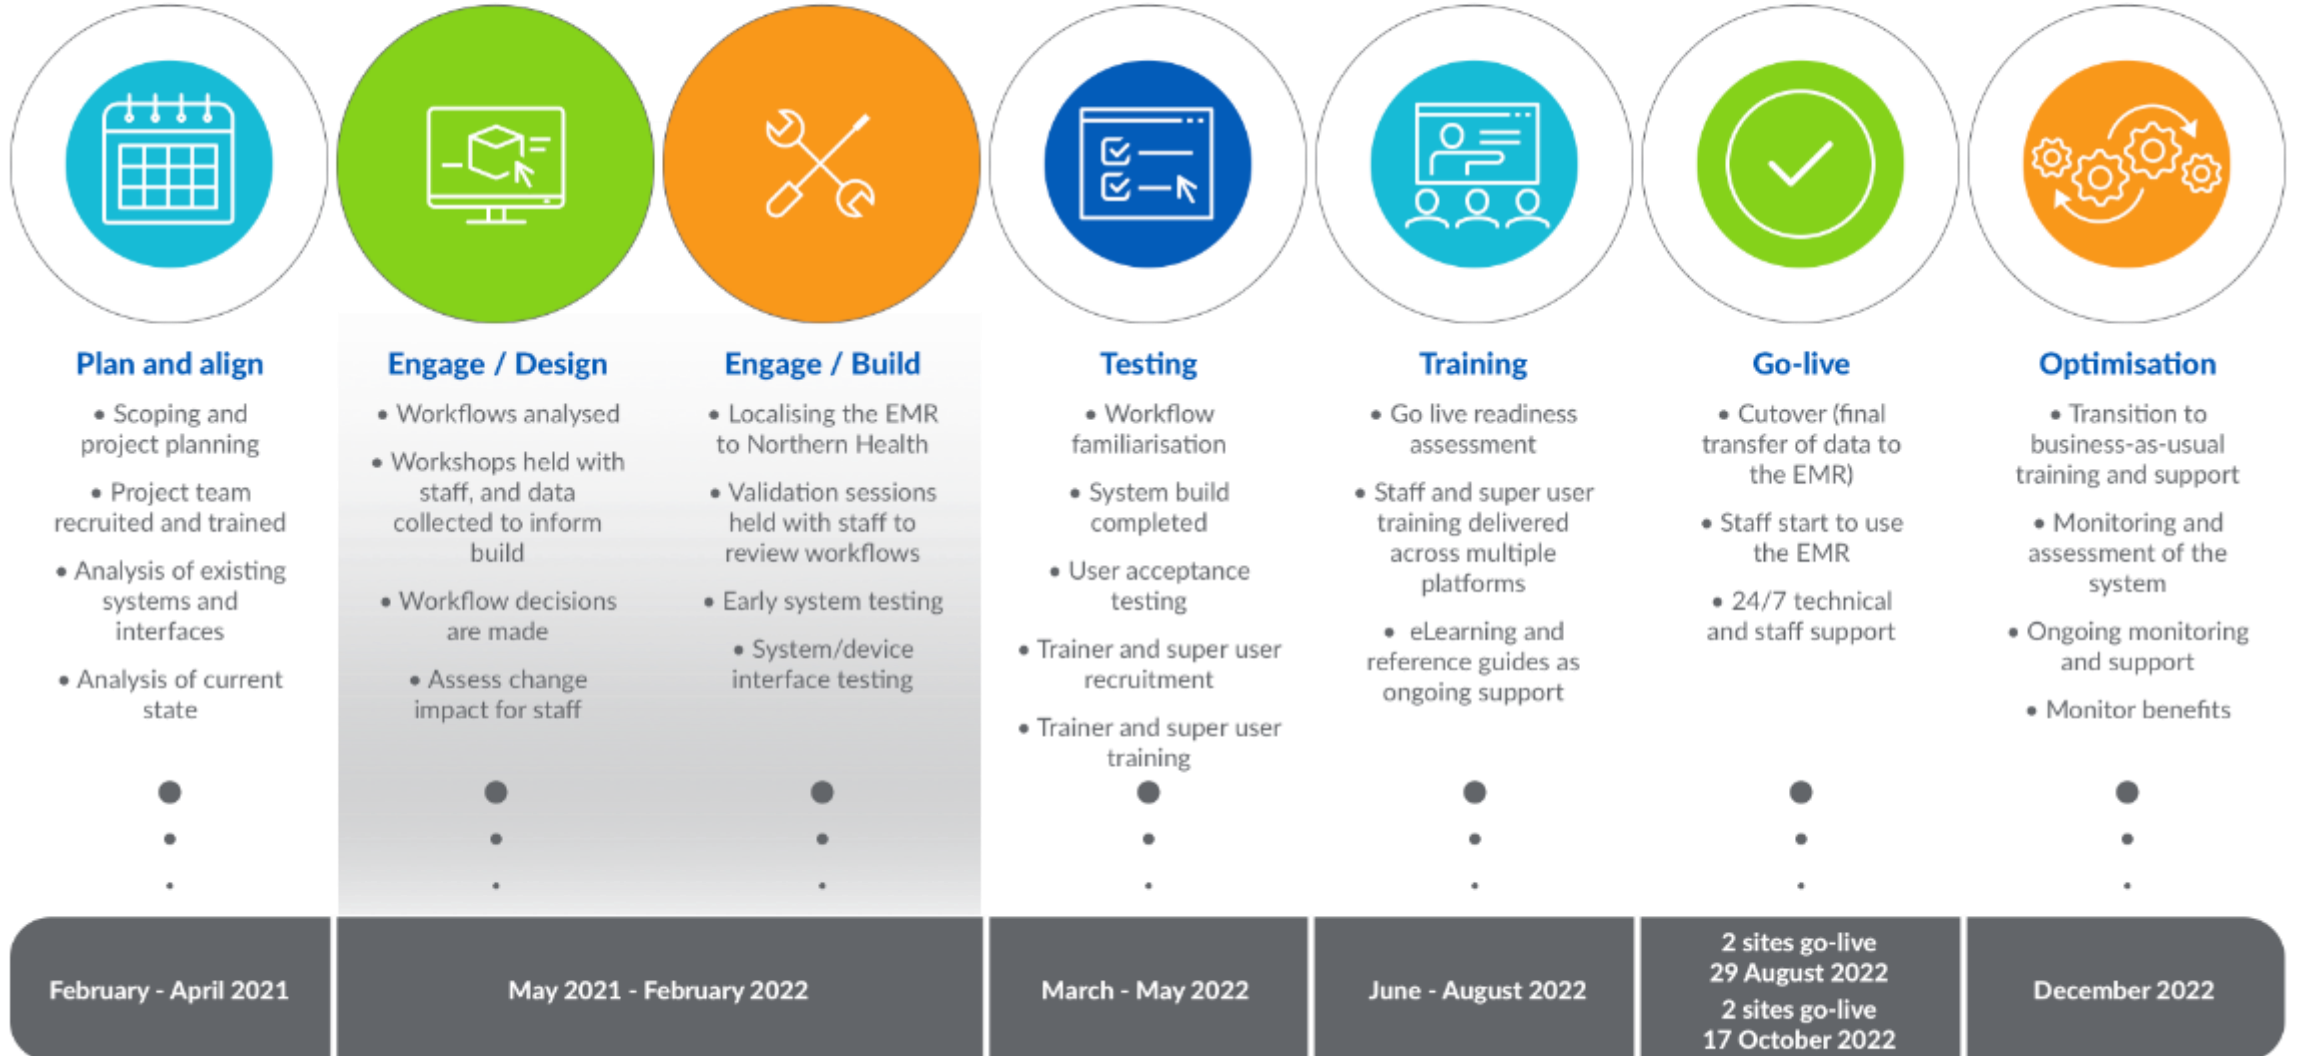 Plan and align
• Scoping and
project planning
• Project team
recruited and trained
• Analysis of existing
systems and
interfaces
• Analysis of current
state
Engage / Design
• Workflows analysed
• Workshops held with
staff, and data
collected to inform
build
• Workflow decisions
are made
• Assess change
impact for staff
Engage / Build
• Localising the EMR
to Northern Health
• Validation sessions
held with staff to
review workflows
• Early system testing
• System/device
interface testing
Testing
• Workflow
familiarisation
• System build
completed
• User acceptance
testing
• Trainer and super user
recruitment
• Trainer and super user
training
Training
• Go live readiness
assessment
• Staff and super user
training delivered
across multiple
platforms
• eLearning and
reference guides as
ongoing support
Go-live
• Cutover (final
transfer of data to
the EMR)
• Staff start to use
the EMR
• 24/7 technical
and staff support
Optimisation
• Transition to
business-as-usual
training and support
• Monitoring and
assessment of the
system
• Ongoing monitoring
and support
• Monitor benefits
February - April 2021
May 2021 - February 2022
March - May 2022
June - August 2022
2 sites go-live
29 August 2022
2 sites go-live
17 October 2022
December 2022